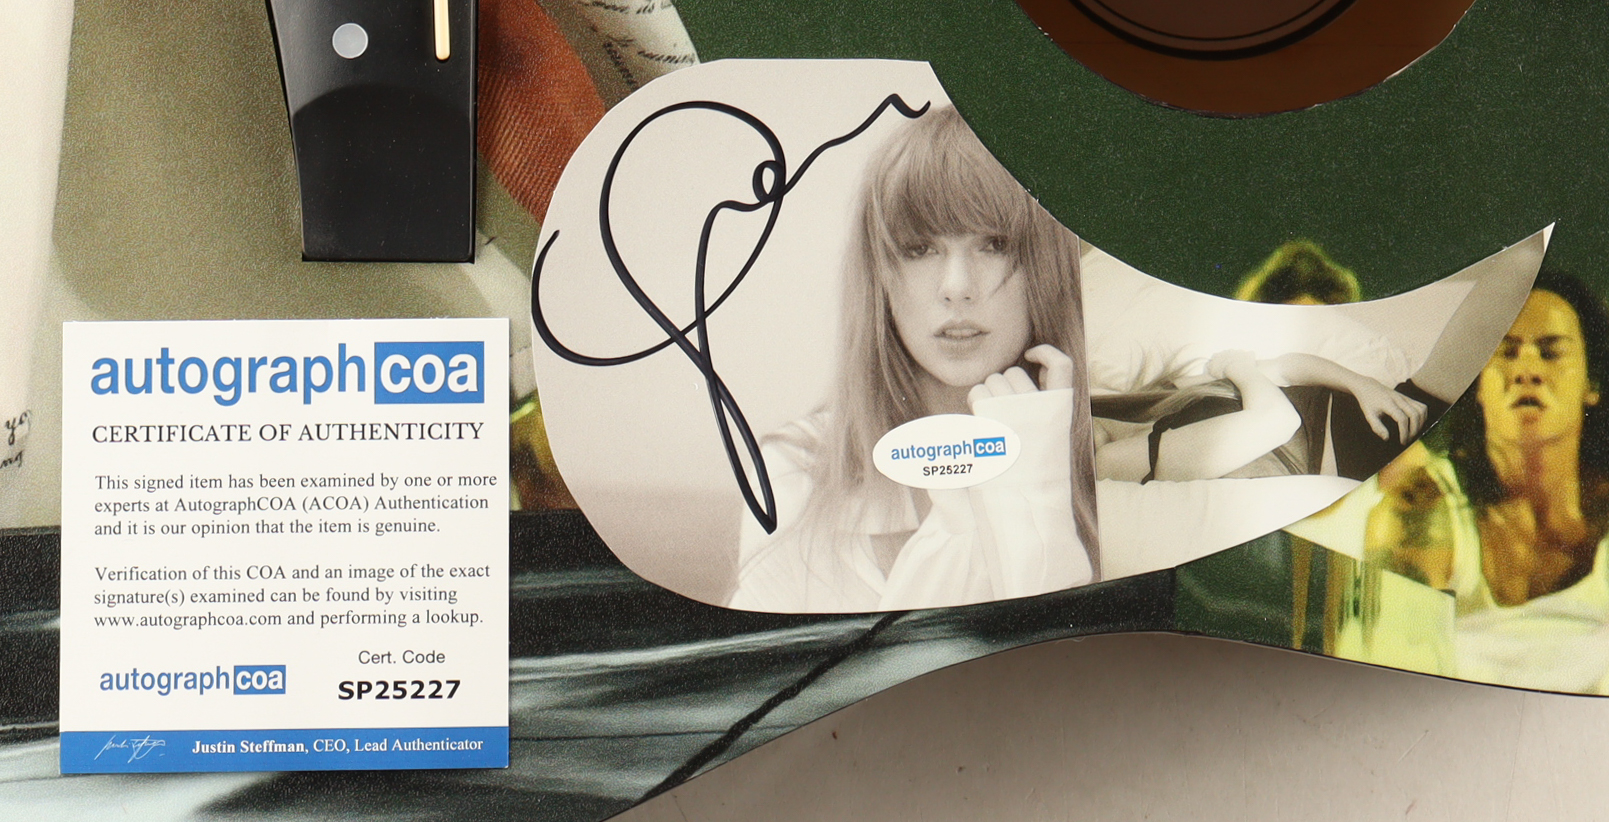 autograph coa
CERTIFICATE OF AUTHENTICITY
This signed item has been examined by one or more
experts at AutographCOA (ACOA) Authentication
and it is our opinion that the item is genuine.
Verification of this COA and an image of the exact
signature(s) examined can be found by visiting
www.autographcoa.com and performing a lookup.
autograph coa
Cert. Code
SP25227
Justin Steffman, CEO, Lead Authenticator
autograph coa
SP25227